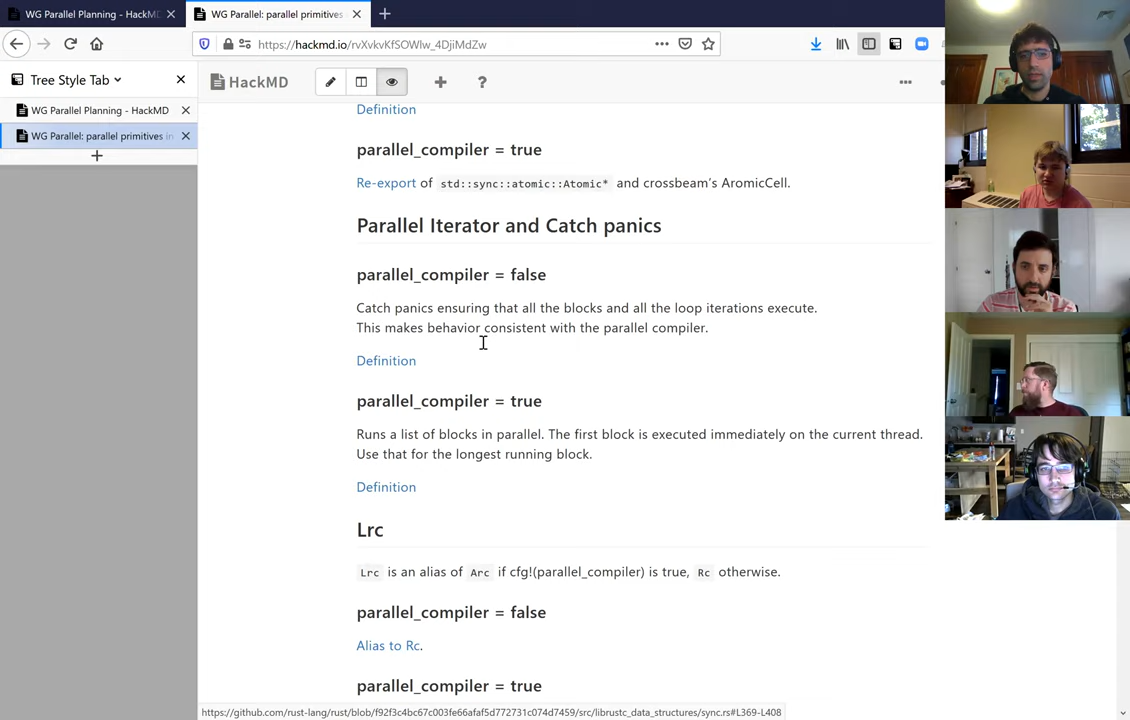 WG Parallel Planning - HackMD
WG Parallel: parallel primitives
https://hackmd.io/rvXvkvKfSOWlw_4DjiMdZw
Tree Style Tab
HackMD
WG Parallel Planning - HackMD
WG Parallel: parallel primitives in
Definition
parallel_compiler = true
Re-export of std::sync::atomic::Atomic* and crossbeam's AromicCell.
Parallel Iterator and Catch panics
parallel_compiler = false
Catch panics ensuring that all the blocks and all the loop iterations execute.
This makes behavior consistent with the parallel compiler.
Definition
parallel_compiler = true
Runs a list of blocks in parallel. The first block is executed immediately on the current thread.
Use that for the longest running block.
Definition
Lrc
Lrc is an alias of Arc if cfg!(parallel_compiler) is true, Rc otherwise.
parallel_compiler = false
Alias to Rc.
parallel_compiler = true
https://github.com/rust-lang/rust/blob/f92f3c4bc67c003fe66afaf5d772731c074d7459/src/librustc_data_structures/sync.rs#L369-L408